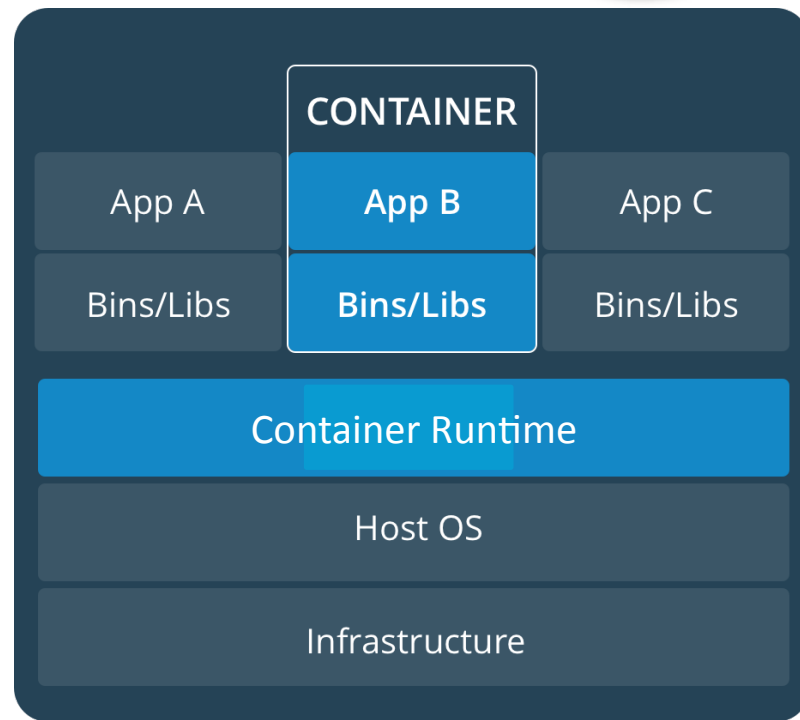 CONTAINER
App A
App B
App C
Bins/Libs
Bins/Libs
Bins/Libs
Container Runtime
Host OS
Infrastructure